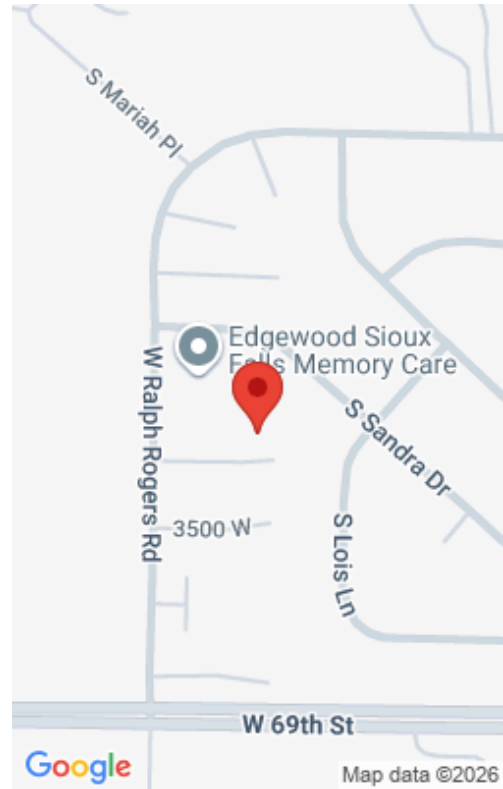 S Mariah Pl
Edgewood Sioux
Falls Memory Care
W Ralph Rogers Rd
S Sandra Dr
3500 W
S Lois Ln
W 69th St
Google
Map data ©2026